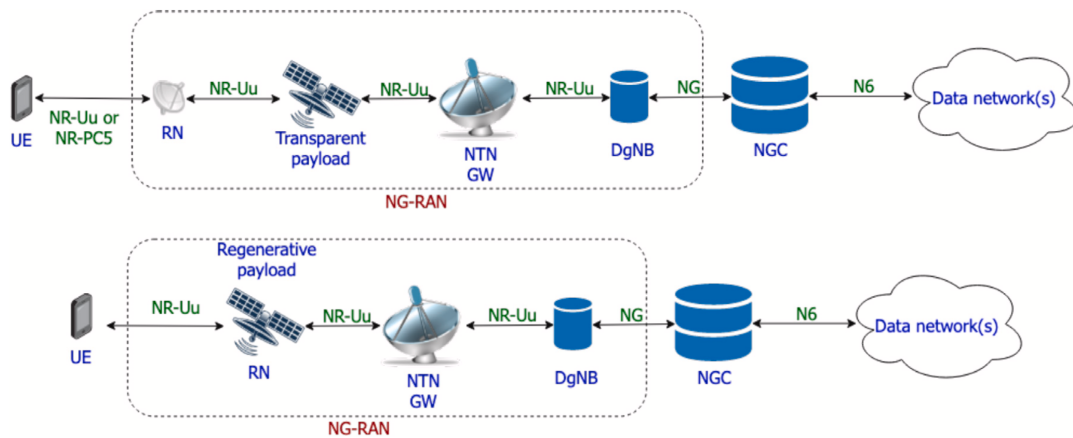 NR-Uu
NR-Uu
NR-Uu
NG
N6
UE
NR-Uu or
NR-PC5
RN
Transparent
payload
NTN
GW
DgNB
NGC
Data network(s)
NG-RAN
Regenerative
payload
NR-Uu
NR-Uu
NR-Uu
NG
N6
UE
RN
NTN
GW
DgNB
NGC
Data network(s)
NG-RAN